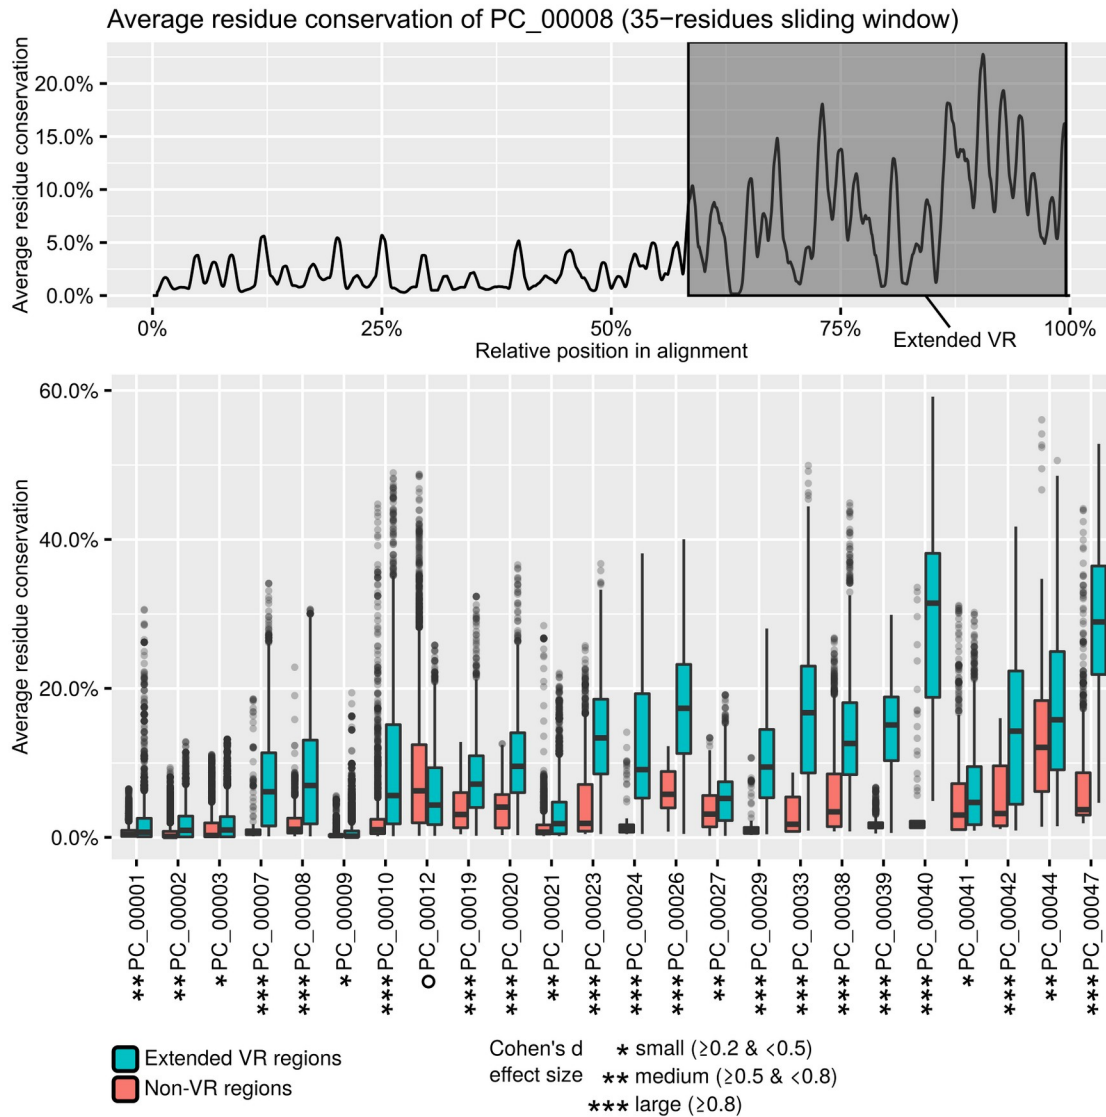 Average residue conservation of PC_00008 (35−residues sliding window)
Average residue conservation
20.0%
15.0%
10.0%
5.0%
0.0%
0% 25% 50% 75% 100%
Relative position in alignment
Extended VR
Average residue conservation
60.0%
40.0%
20.0%
0.0%
**PC_00001
**PC_00002
*PC_00003
***PC_00007
***PC_00008
*PC_00009
***PC_00010
o PC_00012
***PC_00019
***PC_00020
**PC_00021
***PC_00023
***PC_00024
***PC_00026
**PC_00027
***PC_00029
***PC_00033
***PC_00038
***PC_00039
***PC_00040
*PC_00041
***PC_00042
**PC_00044
***PC_00047
Extended VR regions
Non−VR regions
Cohen's d
effect size
* small (≥0.2 & <0.5)
** medium (≥0.5 & <0.8)
*** large (≥0.8)